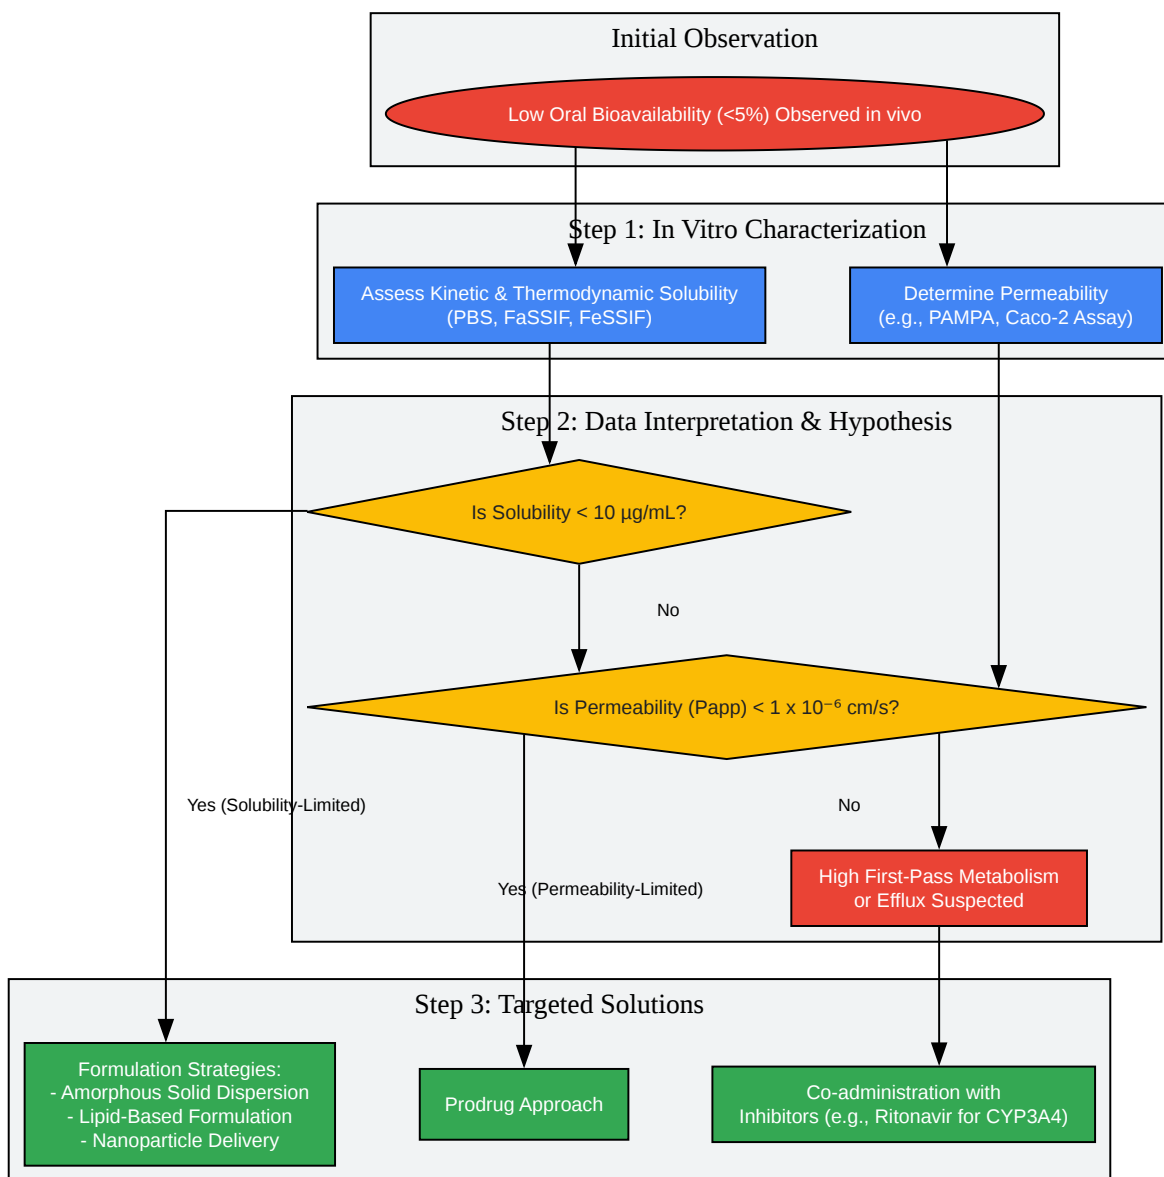 Initial Observation
Low Oral Bioavailability (<5%) Observed in vivo
Step 1: In Vitro Characterization
Assess Kinetic & Thermodynamic Solubility
(PBS, FaSSIF, FeSSIF)
Determine Permeability
(e.g., PAMPA, Caco-2 Assay)
Step 2: Data Interpretation & Hypothesis
Is Solubility < 10 µg/mL?
No
Is Permeability (Papp) < 1 x 10⁻⁶ cm/s?
Yes (Solubility-Limited)
No
Yes (Permeability-Limited)
High First-Pass Metabolism
or Efflux Suspected
Step 3: Targeted Solutions
Formulation Strategies:
- Amorphous Solid Dispersion
- Lipid-Based Formulation
- Nanoparticle Delivery
Prodrug Approach
Co-administration with
Inhibitors (e.g., Ritonavir for CYP3A4)